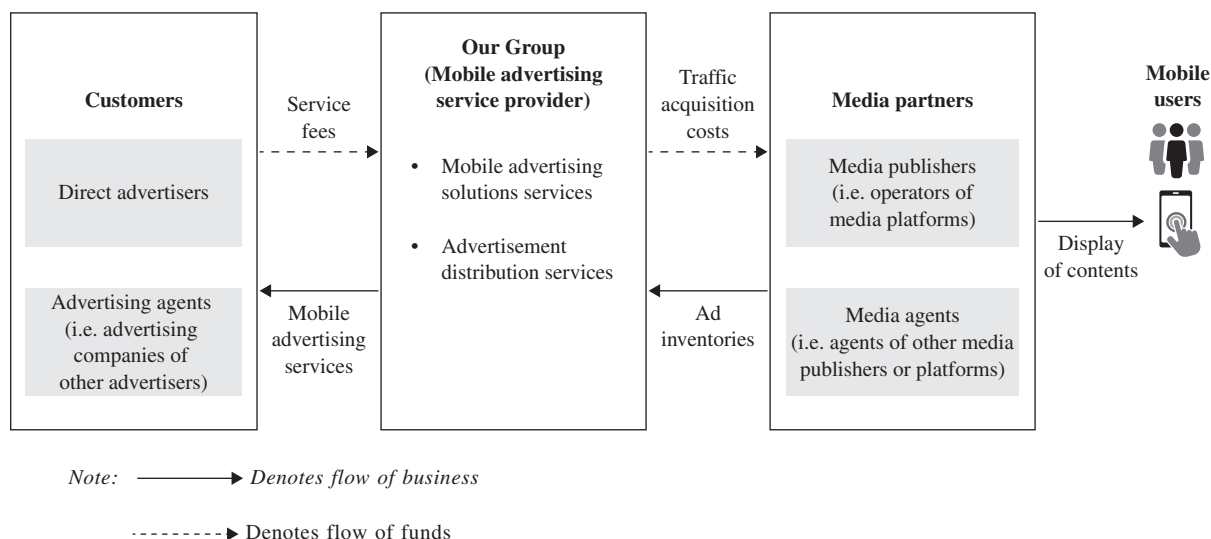 Customers
Direct advertisers
Advertising agents
(i.e. advertising
companies of
other advertisers)
Service
fees
Mobile
advertising
services
Our Group
(Mobile advertising
service provider)
• Mobile advertising
solutions services
• Advertisement
distribution services
Traffic
acquisition
costs
Ad
inventories
Media partners
Media publishers
(i.e. operators of
media platforms)
Media agents
(i.e. agents of other media
publishers or platforms)
Display
of contents
Mobile
users
Note: Denotes flow of business
Denotes flow of funds